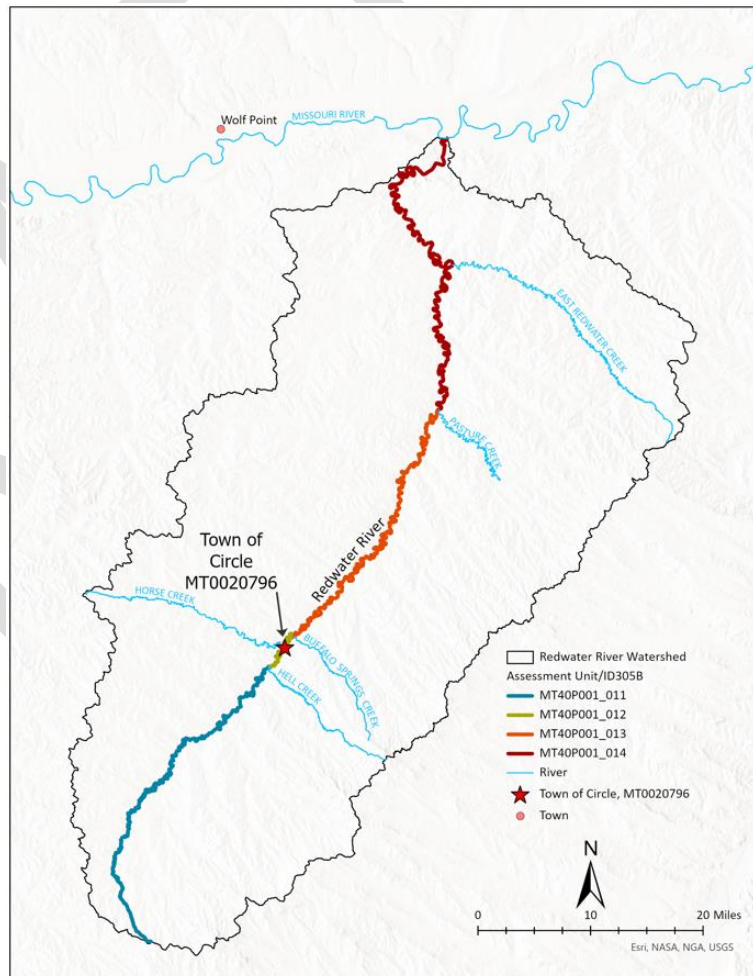 Wolf Point
MISSOURI RIVER
EAST REDWATER CREEK
PASTURE CREEK
Redwater River
Town of
Circle
MT0020796
HORSE CREEK
BUFFALO SPRINGS CREEK
HELL CREEK
Redwater River Watershed
Assessment Unit/ID305B
MT40P001_011
MT40P001_012
MT40P001_013
MT40P001_014
River
Town of Circle, MT0020796
Town
N
0 10 20 Miles
Esri, NASA, NGA, USGS